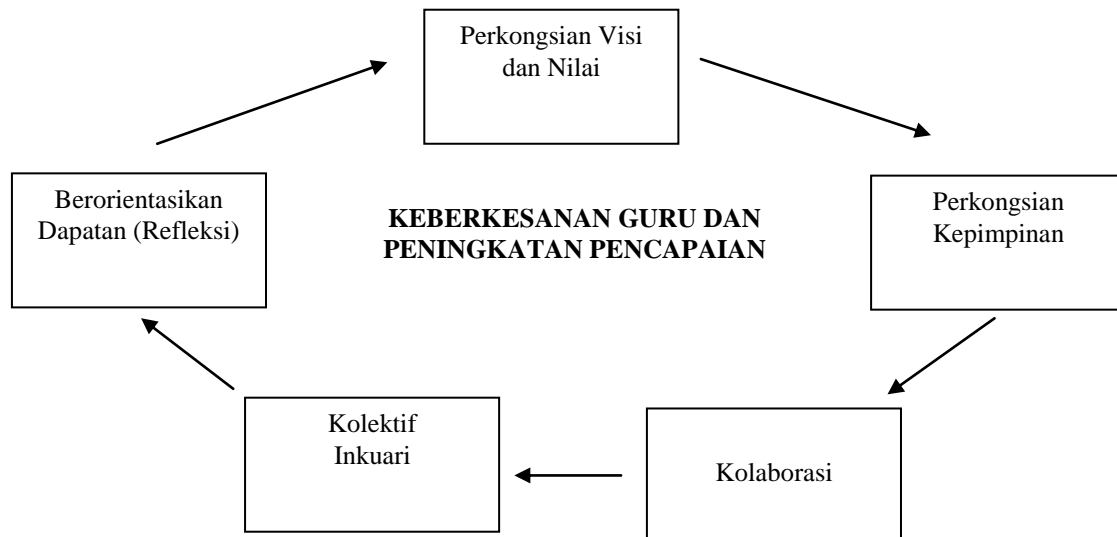 Perkongsian Visi
dan Nilai
Berorientasikan
Dapatan (Refleksi)
KEBERKESANAN GURU DAN
PENINGKATAN PENCAPAIAN
Perkongsian
Kepimpinan
Kolektif
Inkuari
Kolaborasi